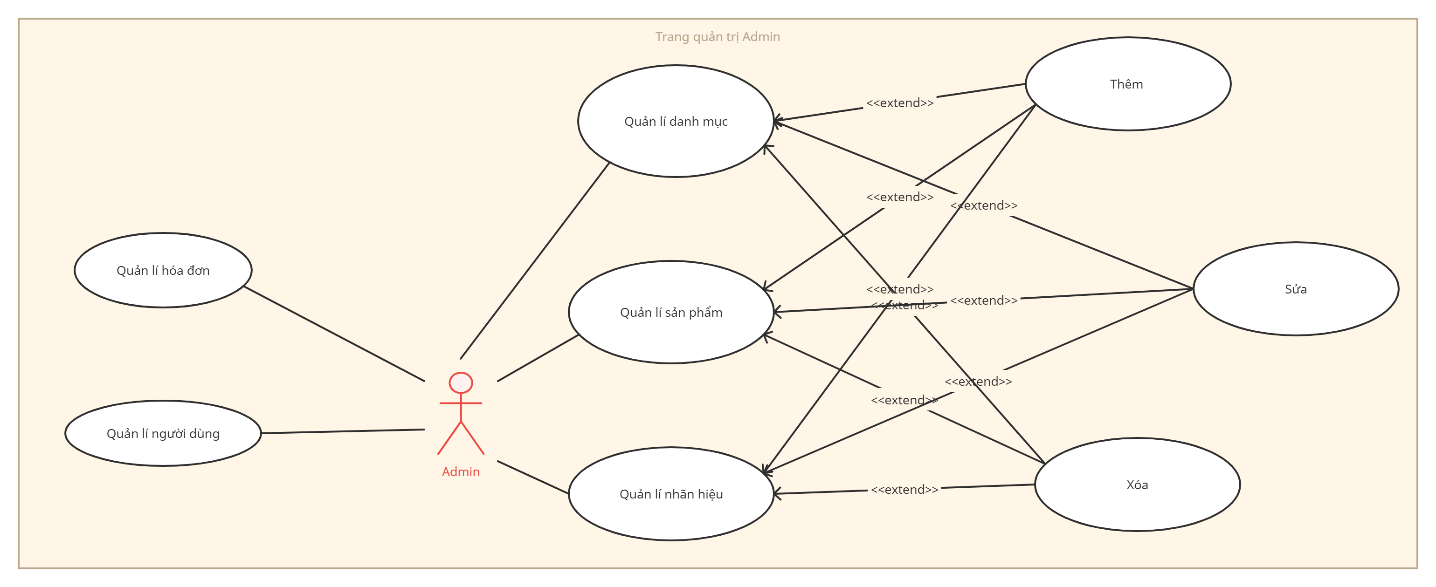 Trang quản trị Admin
Thêm
<<extend>>
Quản lí danh mục
<<extend>>
<<extend>>
Quản lí hóa đơn
<<extend>>
Sửa
<<extend>>
<<extend>>
Quản lí sản phẩm
<<extend>>
<<extend>>
Quản lí người dùng
Admin
Quản lí nhãn hiệu
<<extend>>
Xóa